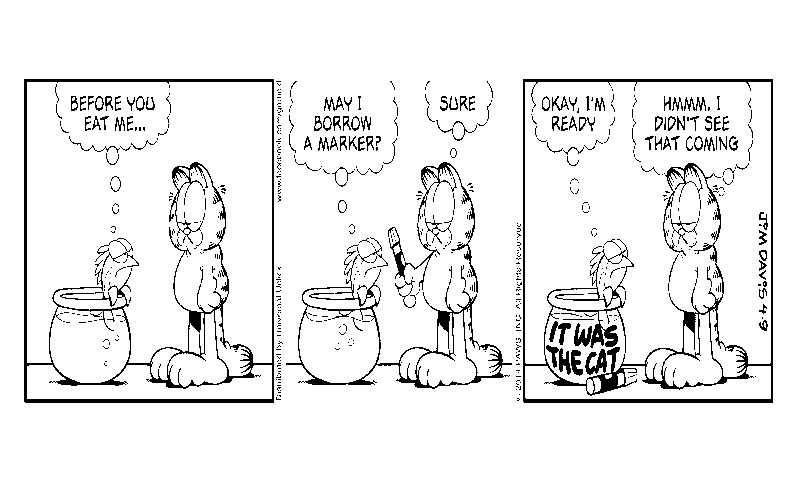 BEFORE YOU
EAT ME...
MAY I
BORROW
A MARKER?
SURE
OKAY, I'M
READY
HMMM. I
DIDN'T SEE
THAT COMING
IT WAS
THE CAT
JIM DAVIS 4-9